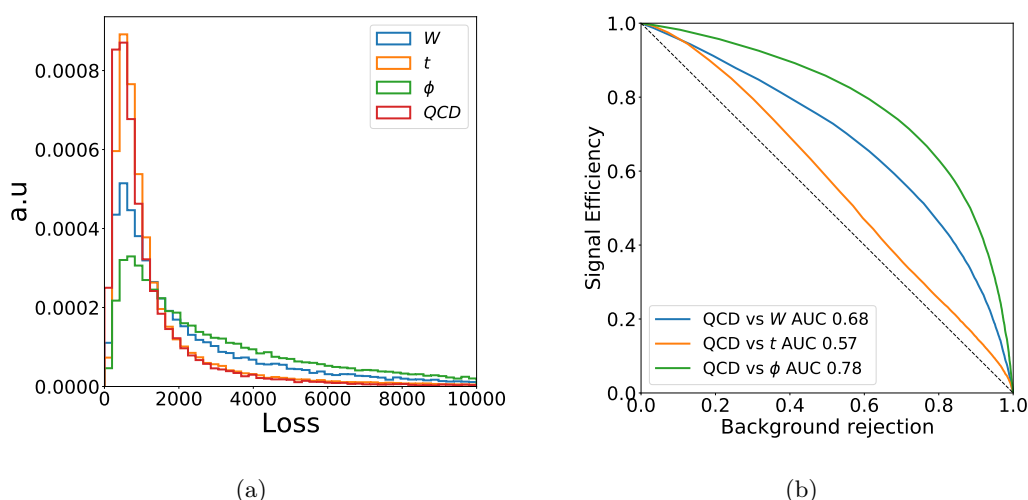 W
t
ϕ
QCD
0.0008
0.0006
0.0004
0.0002
0.0000
a.u
0 2000 4000 6000 8000 10000
Loss
(a)
1.0
0.8
0.6
0.4
0.2
0.0
Signal Efficiency
QCD vs W AUC 0.68
QCD vs t AUC 0.57
QCD vs ϕ AUC 0.78
0.0 0.2 0.4 0.6 0.8 1.0
Background rejection
(b)